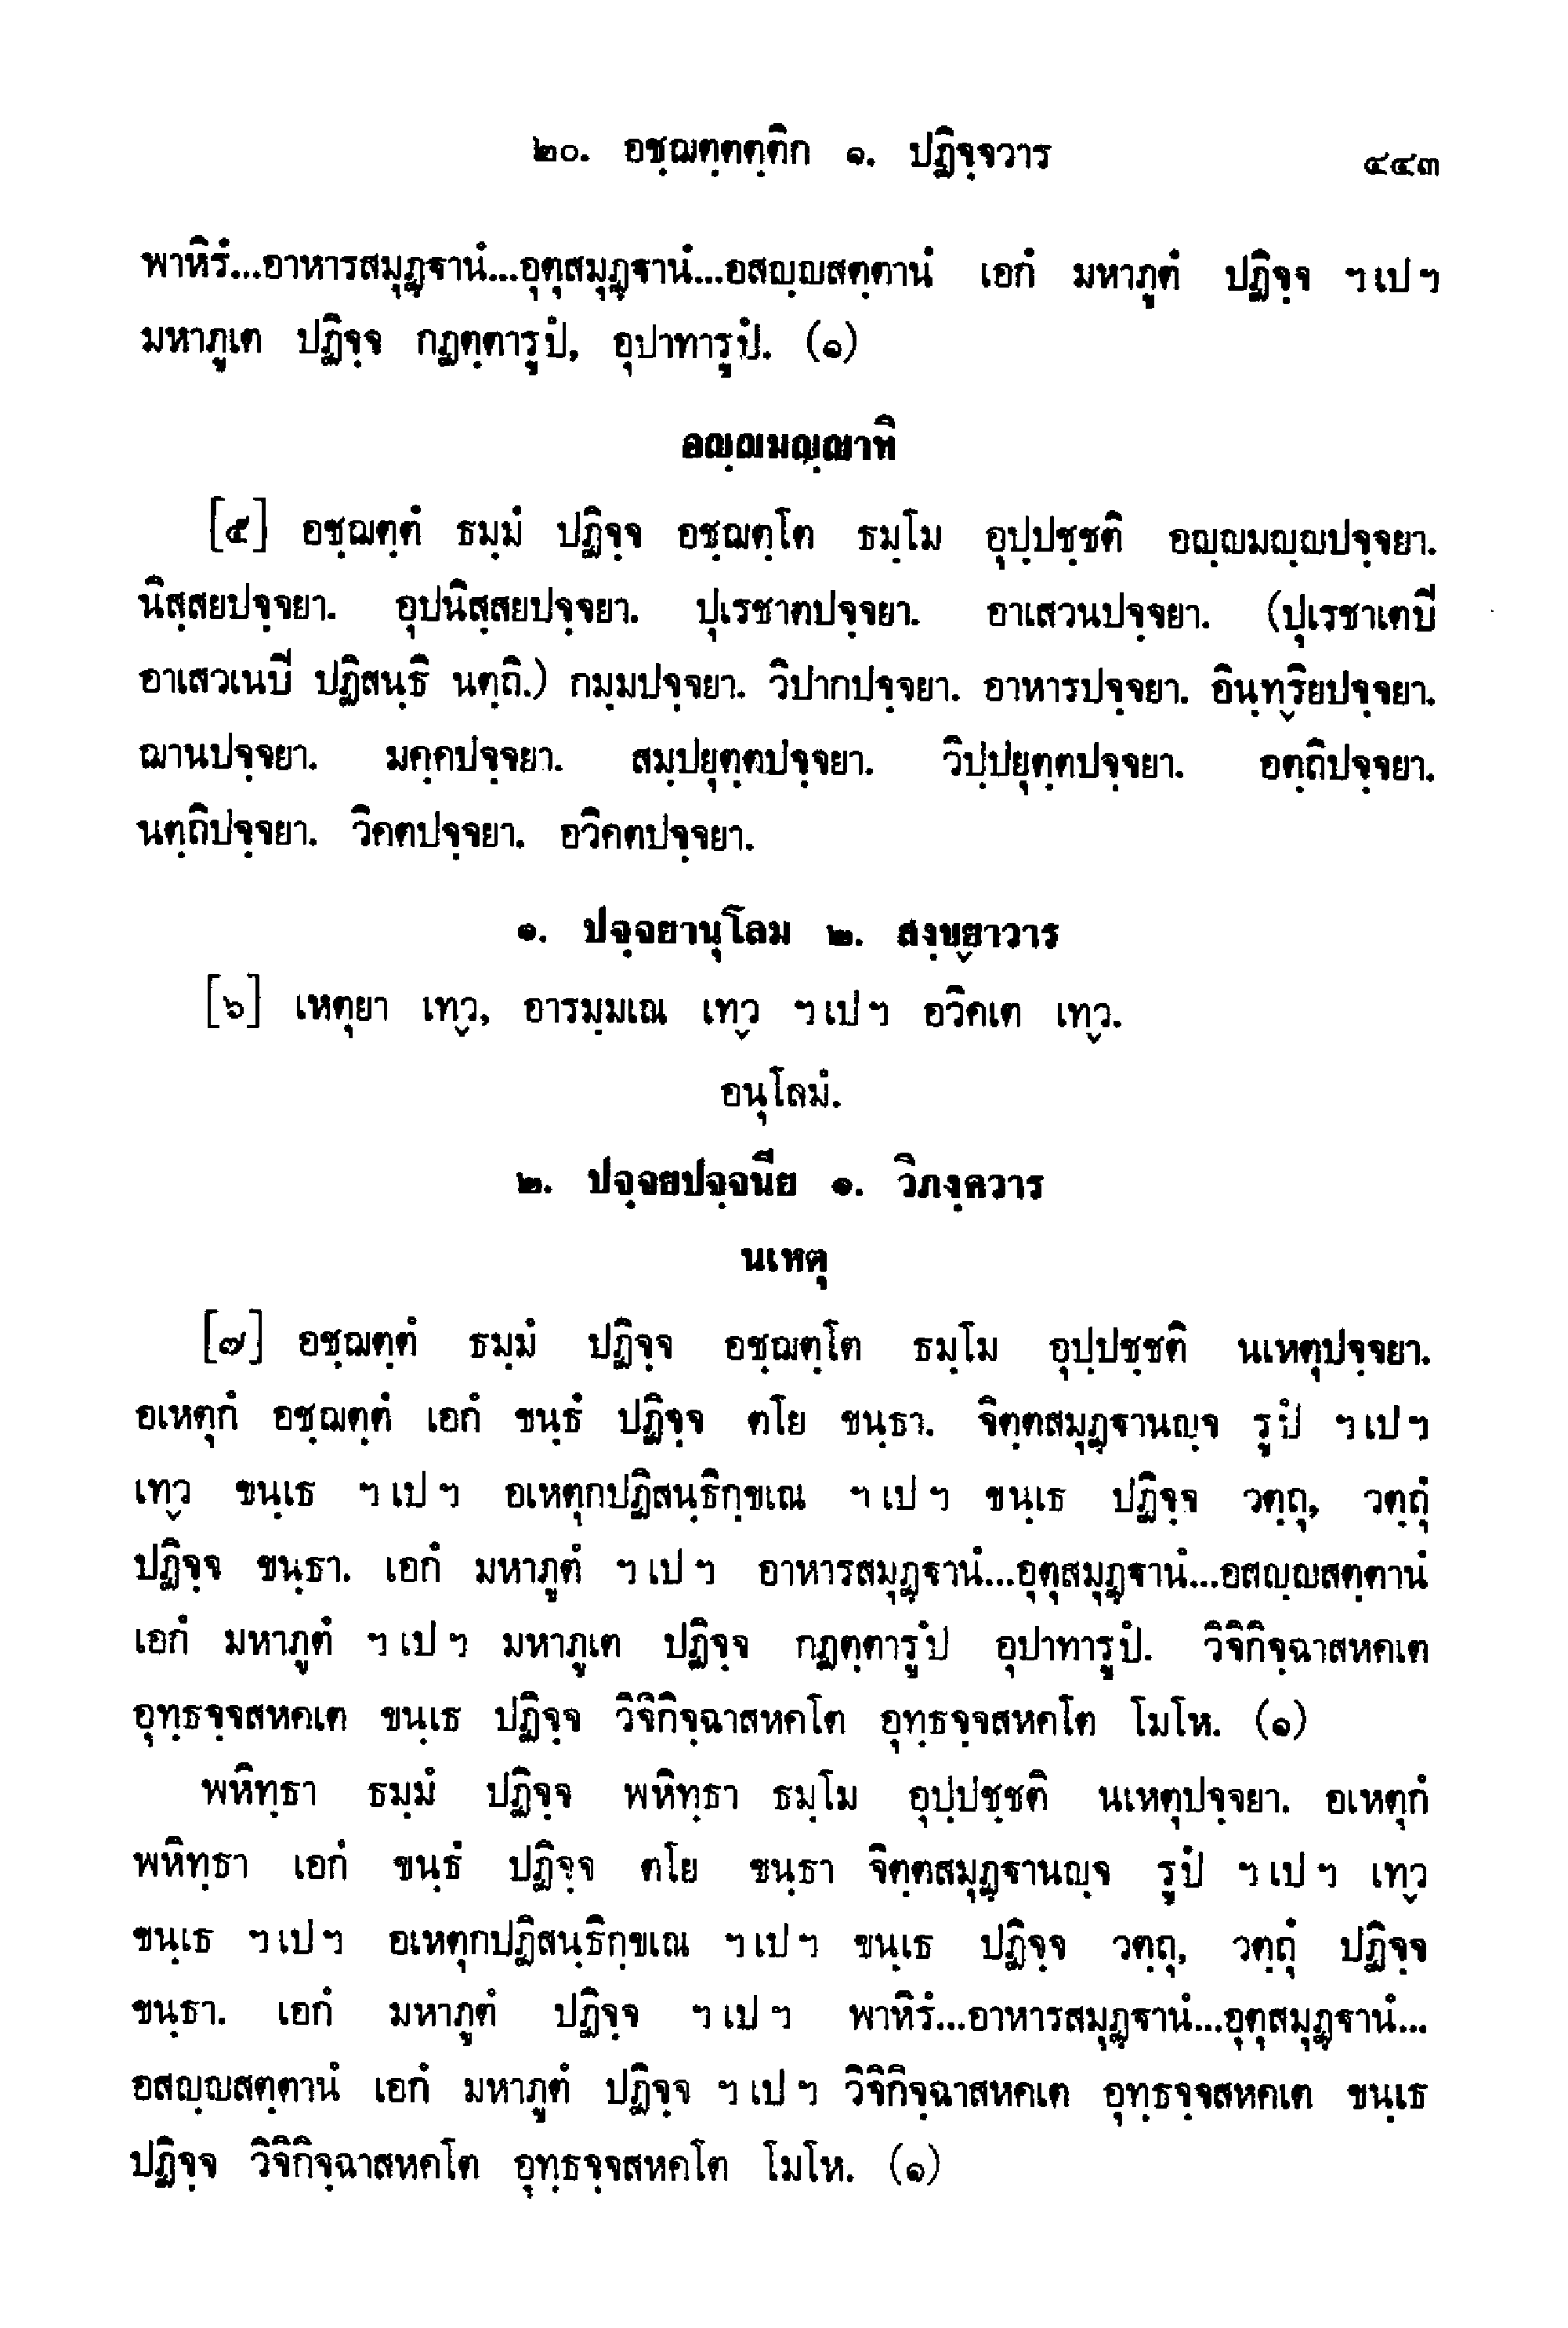 ๒๐. อชฺฌตฺตตฺติก ๑. ปฏิจฺจวาร ๔๔๓
พาหิรํ...อาหารสมุฏฺฐานํ...อุตุสมุฏฺฐานํ...อสญฺญสตฺตานํ เอกํ มหาภูตํ ปฏิจฺจ ฯ เป ฯ
มหาภูเต ปฏิจฺจ กฏตฺตารูปํ, อุปาทารูปํ. (๑)
อญฺญมญฺญาทิ
[๕] อชฺฌตฺตํ ธมฺมํ ปฏิจฺจ อชฺฌตฺโต ธมฺโม อุปฺปชฺชติ อญฺญมญฺญปจฺจยา.
นิสฺสยปจฺจยา. อุปนิสฺสยปจฺจยา. ปุเรชาตปจฺจยา. อาเสวนปจฺจยา. (ปุเรชาเตปิ
อาเสวเนปิ ปฏิสนฺธิ นตฺถิ.) กมฺมปจฺจยา. วิปากปจฺจยา. อาหารปจฺจยา. อินฺทฺริยปจฺจยา.
ฌานปจฺจยา. มคฺคปจฺจยา. สมฺปยุตฺตปจฺจยา. วิปฺปยุตฺตปจฺจยา. อตฺถิปจฺจยา.
นตฺถิปจฺจยา. วิคตปจฺจยา. อวิคตปจฺจยา.
๑. ปจฺจยานุโลม ๒. สงฺขฺยาวาร
[๖] เหตุยา เทฺว, อารมฺมเณ เทฺว ฯ เป ฯ อวิคเต เทฺว.
อนุโลมํ.
๒. ปจฺจยปจฺจนีย ๑. วิภงฺควาร
นเหตุ
[๗] อชฺฌตฺตํ ธมฺมํ ปฏิจฺจ อชฺฌตฺโต ธมฺโม อุปฺปชฺชติ นเหตุปจฺจยา.
อเหตุกํ อชฺฌตฺตํ เอกํ ขนฺธํ ปฏิจฺจ ตโย ขนฺธา. จิตฺตสมุฏฺฐานญฺจ รูปํ ฯ เป ฯ
เทฺว ขนฺเธ ฯ เป ฯ อเหตุกปฏิสนฺธิกฺขเณ ฯ เป ฯ ขนฺเธ ปฏิจฺจ วตฺถุ, วตฺถุํ
ปฏิจฺจ ขนฺธา. เอกํ มหาภูตํ ฯ เป ฯ อาหารสมุฏฺฐานํ...อุตุสมุฏฺฐานํ...อสญฺญสตฺตานํ
เอกํ มหาภูตํ ฯ เป ฯ มหาภูเต ปฏิจฺจ กฏตฺตารูปํ อุปาทารูปํ. วิจิกิจฺฉาสหคเต
อุทฺธจฺจสหคเต ขนฺเธ ปฏิจฺจ วิจิกิจฺฉาสหคโต อุทฺธจฺจสหคโต โมโห. (๑)
พหิทฺธา ธมฺมํ ปฏิจฺจ พหิทฺธา ธมฺโม อุปฺปชฺชติ นเหตุปจฺจยา. อเหตุกํ
พหิทฺธา เอกํ ขนฺธํ ปฏิจฺจ ตโย ขนฺธา จิตฺตสมุฏฺฐานญฺจ รูปํ ฯ เป ฯ เทฺว
ขนฺเธ ฯ เป ฯ อเหตุกปฏิสนฺธิกฺขเณ ฯ เป ฯ ขนฺเธ ปฏิจฺจ วตฺถุ, วตฺถุํ ปฏิจฺจ
ขนฺธา. เอกํ มหาภูตํ ปฏิจฺจ ฯ เป ฯ พาหิรํ...อาหารสมุฏฺฐานํ...อุตุสมุฏฺฐานํ...
อสญฺญสตฺตานํ เอกํ มหาภูตํ ปฏิจฺจ ฯ เป ฯ วิจิกิจฺฉาสหคเต อุทฺธจฺจสหคเต ขนฺเธ
ปฏิจฺจ วิจิกิจฺฉาสหคโต อุทฺธจฺจสหคโต โมโห. (๑)